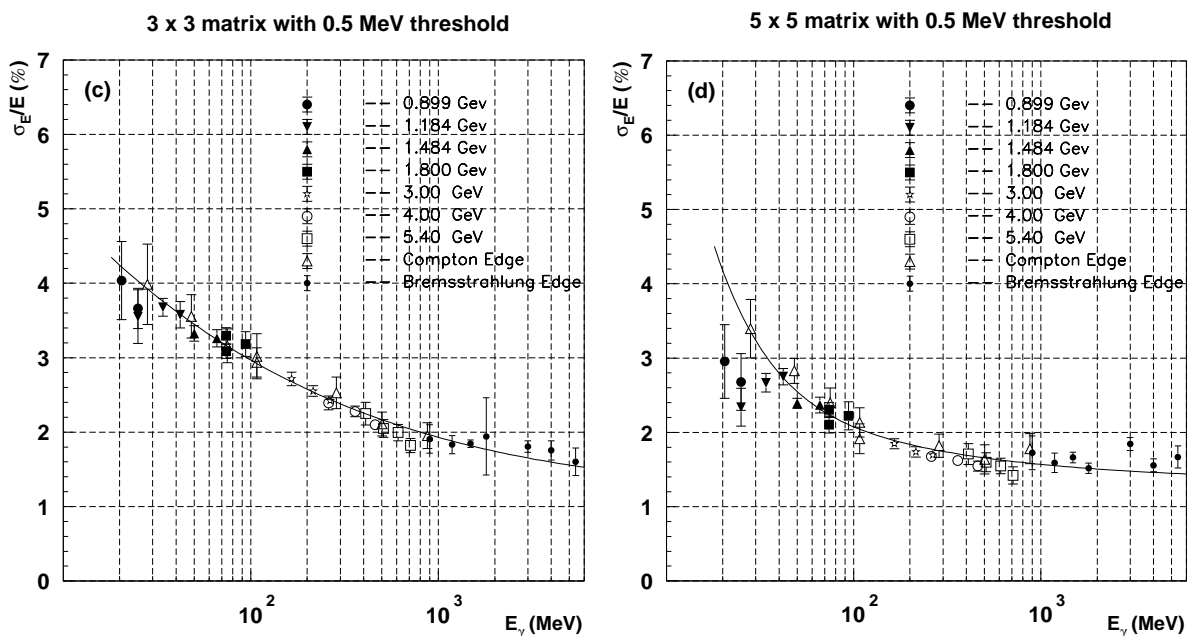 3 x 3 matrix with 0.5 MeV threshold
σE/E (%)
7
6
5
4
3
2
1
0
(c)
0.899 Gev
1.184 Gev
1.484 Gev
1.800 Gev
3.00 GeV
4.00 GeV
5.40 GeV
Compton Edge
Bremsstrahlung Edge
10^2
10^3
Eγ (MeV)
5 x 5 matrix with 0.5 MeV threshold
σE/E (%)
7
6
5
4
3
2
1
0
(d)
0.899 Gev
1.184 Gev
1.484 Gev
1.800 Gev
3.00 GeV
4.00 GeV
5.40 GeV
Compton Edge
Bremsstrahlung Edge
10^2
10^3
Eγ (MeV)